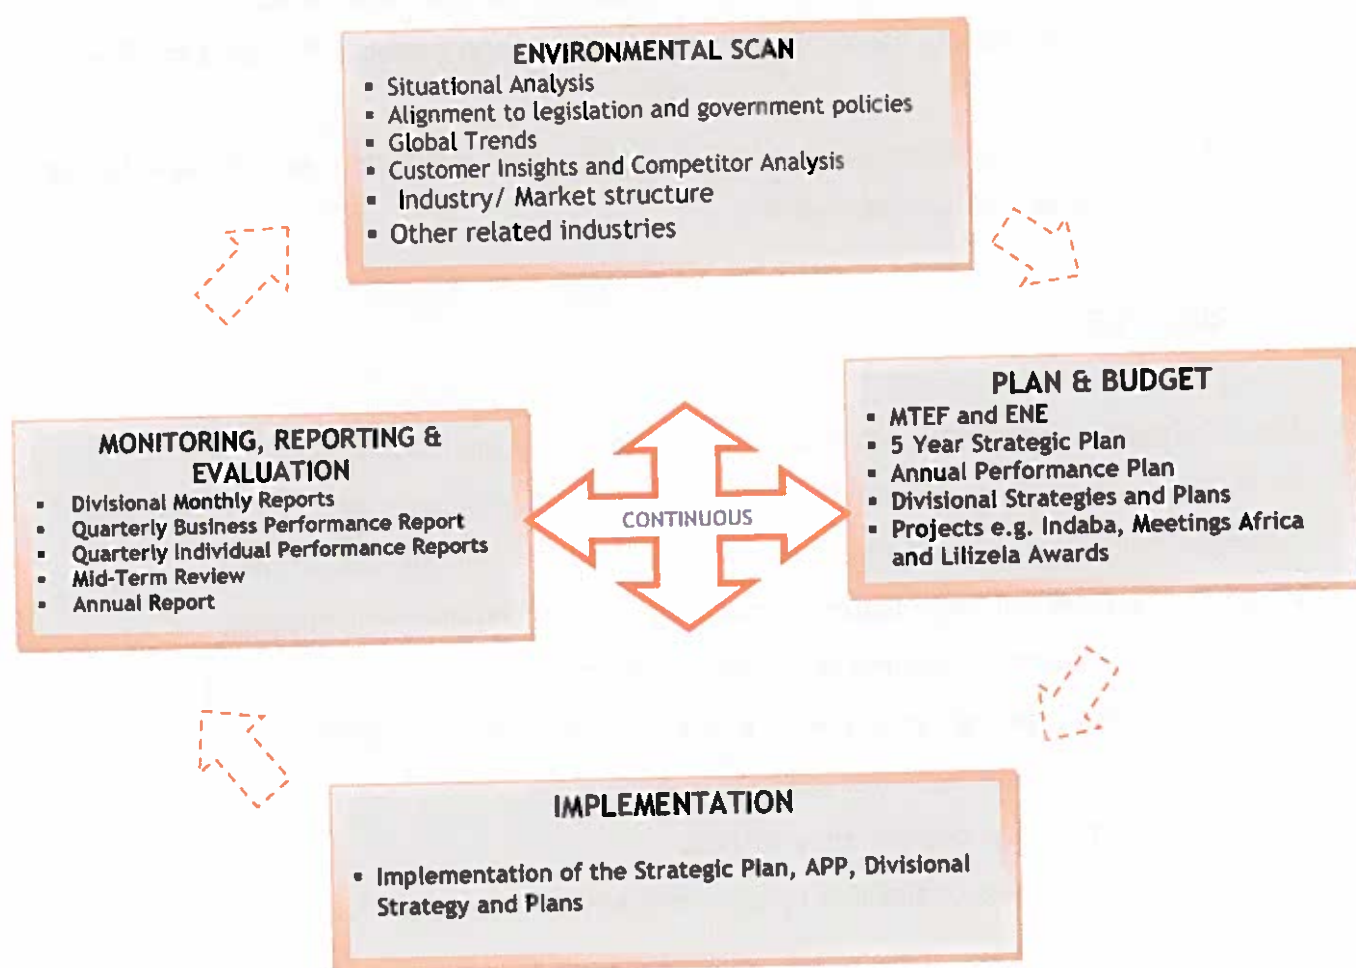 ENVIRONMENTAL SCAN
▪ Situational Analysis
▪ Alignment to legislation and government policies
▪ Global Trends
▪ Customer Insights and Competitor Analysis
▪ Industry/ Market structure
▪ Other related industries
PLAN & BUDGET
▪ MTEF and ENE
▪ 5 Year Strategic Plan
▪ Annual Performance Plan
▪ Divisional Strategies and Plans
▪ Projects e.g. Indaba, Meetings Africa
and Lilizela Awards
MONITORING, REPORTING &
EVALUATION
▪ Divisional Monthly Reports
▪ Quarterly Business Performance Report
▪ Quarterly Individual Performance Reports
▪ Mid-Term Review
▪ Annual Report
CONTINUOUS
IMPLEMENTATION
▪ Implementation of the Strategic Plan, APP, Divisional
Strategy and Plans